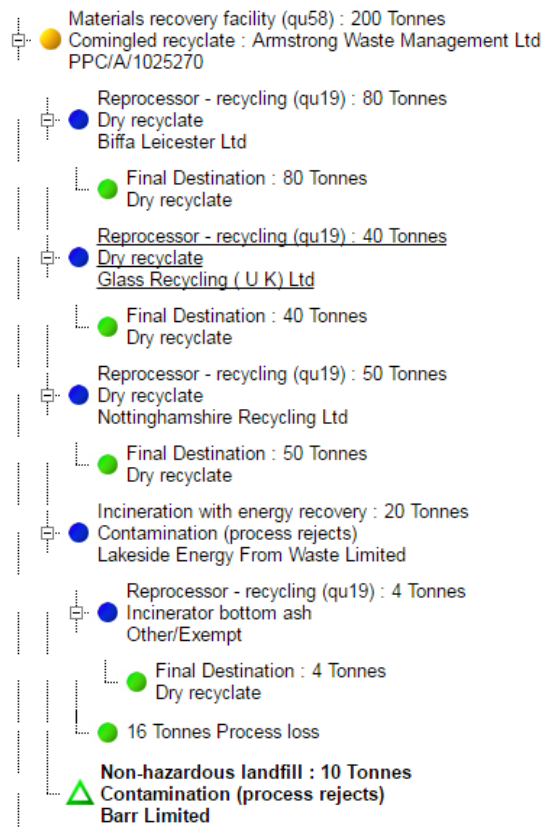 Materials recovery facility (qu58) : 200 Tonnes
Comingled recyclate : Armstrong Waste Management Ltd
PPC/A/1025270
Reprocessor - recycling (qu19) : 80 Tonnes
Dry recyclate
Biffa Leicester Ltd
Final Destination : 80 Tonnes
Dry recyclate
Reprocessor - recycling (qu19) : 40 Tonnes
Dry recyclate
Glass Recycling ( U K) Ltd
Final Destination : 40 Tonnes
Dry recyclate
Reprocessor - recycling (qu19) : 50 Tonnes
Dry recyclate
Nottinghamshire Recycling Ltd
Final Destination : 50 Tonnes
Dry recyclate
Incineration with energy recovery : 20 Tonnes
Contamination (process rejects)
Lakeside Energy From Waste Limited
Reprocessor - recycling (qu19) : 4 Tonnes
Incinerator bottom ash
Other/Exempt
Final Destination : 4 Tonnes
Dry recyclate
16 Tonnes Process loss
Non-hazardous landfill : 10 Tonnes
Contamination (process rejects)
Barr Limited